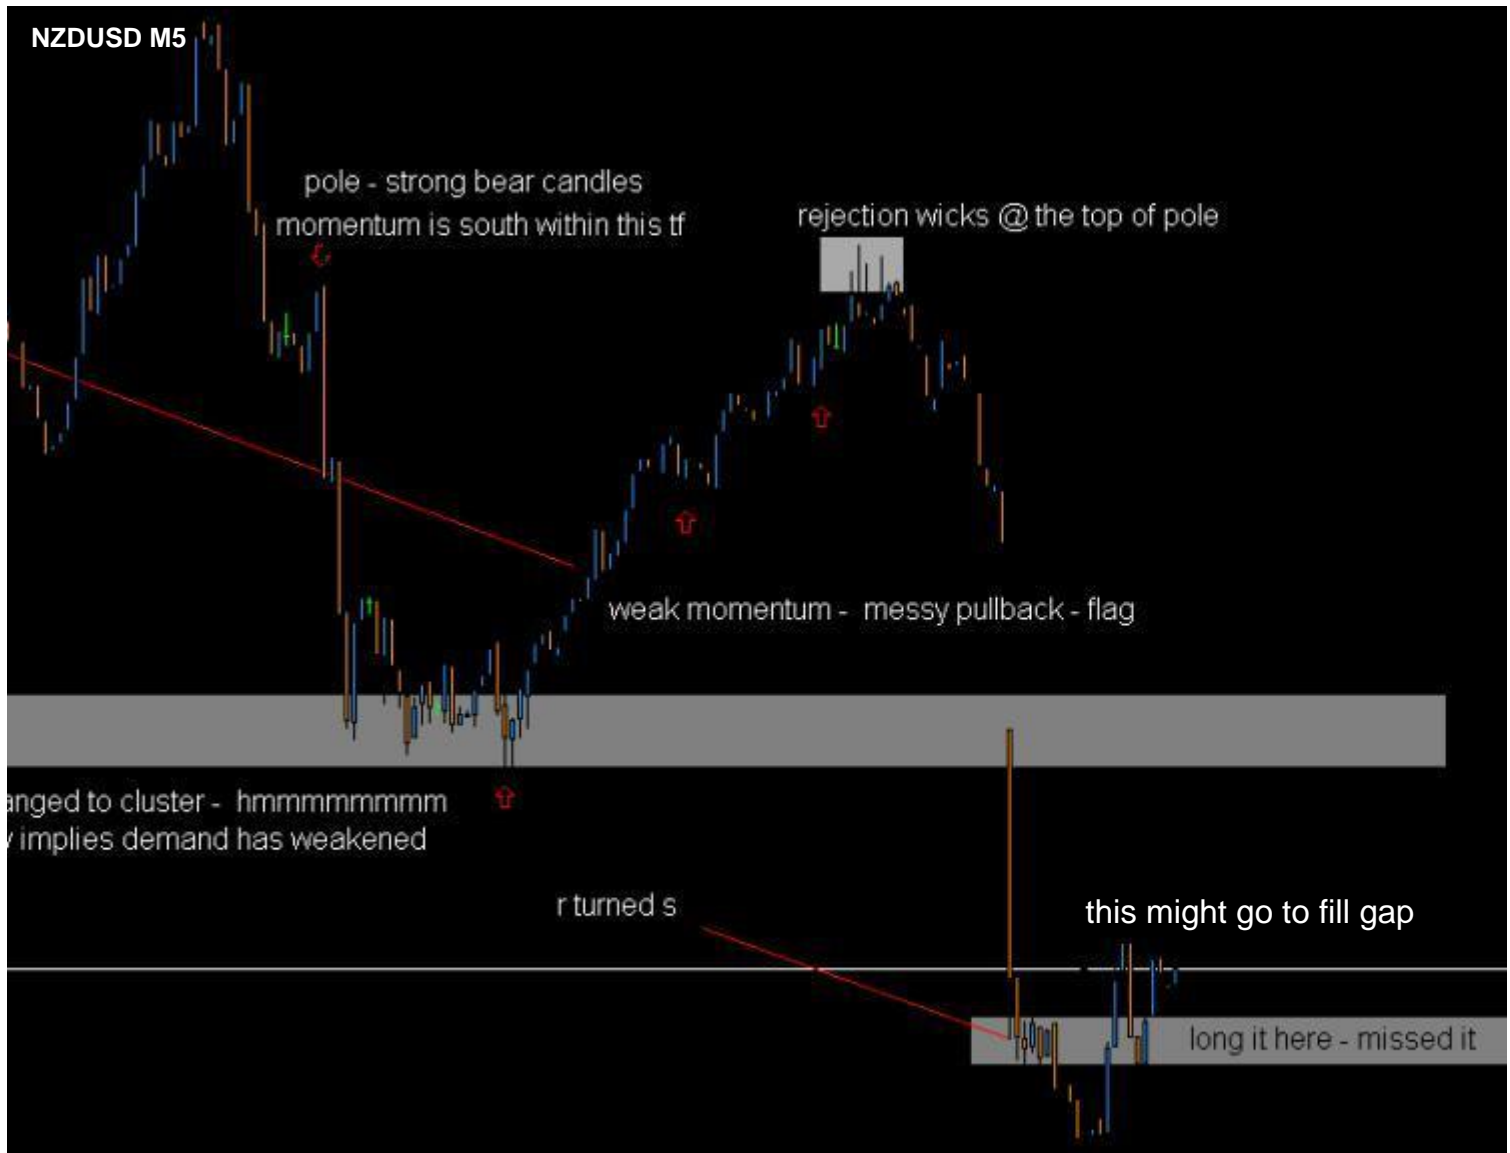 NZDUSD M5
pole - strong bear candles
momentum is south within this tf
rejection wicks @ the top of pole
weak momentum - messy pullback - flag
anged to cluster - hmmmmmmmmm
implies demand has weakened
r turned s
this might go to fill gap
long it here - missed it